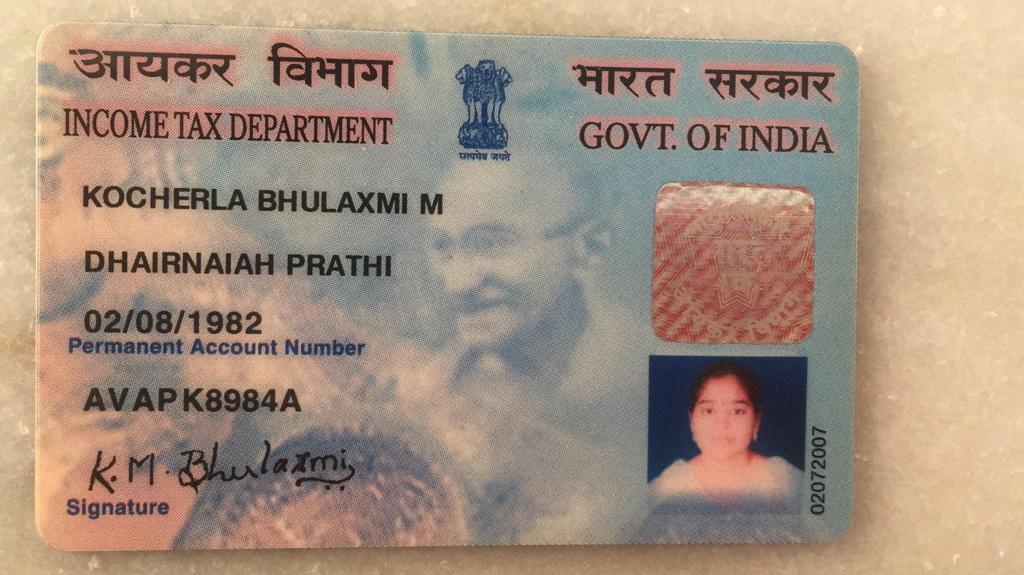 आयकर विभाग
INCOME TAX DEPARTMENT
सत्यमेव जयते
भारत सरकार
GOVT. OF INDIA
KOCHERLA BHULAXMI M
DHAIRNAIAH PRATHI
02/08/1982
Permanent Account Number
AVAPK8984A
K.M. Bhulaxmi
Signature
02072007